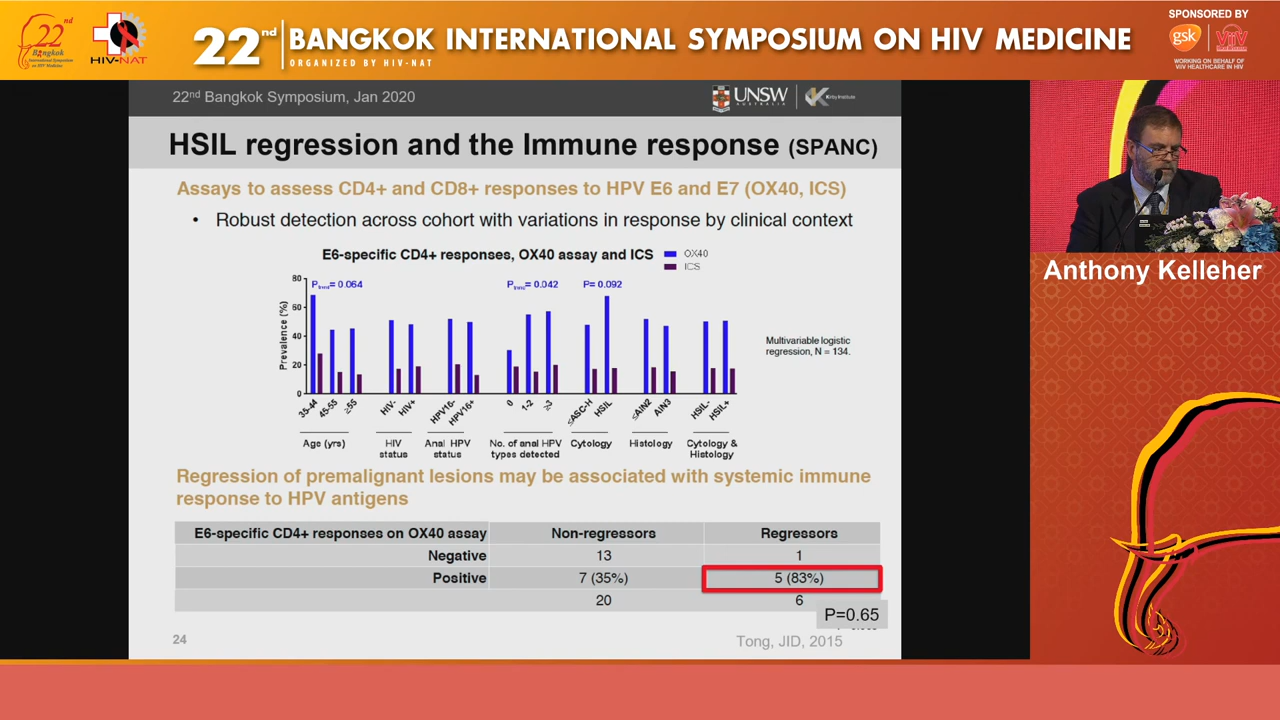 22nd Bangkok International Symposium on HIV Medicine
HIV-NAT
22nd BANGKOK INTERNATIONAL SYMPOSIUM ON HIV MEDICINE
ORGANIZED BY HIV-NAT
SPONSORED BY
gsk ViiV Healthcare
WORKING ON BEHALF OF
VIIV HEALTHCARE IN HIV
22nd Bangkok Symposium, Jan 2020
UNSW AUSTRALIA Kirby Institute
HSIL regression and the Immune response (SPANC)
Assays to assess CD4+ and CD8+ responses to HPV E6 and E7 (OX40, ICS)
• Robust detection across cohort with variations in response by clinical context
E6-specific CD4+ responses, OX40 assay and ICS
OX40
ICS
Ptrend= 0.064 Ptrend= 0.042 P= 0.092
Prevalence (%)
80
60
40
20
0
35-44 45-55 ≥55 HIV- HIV+ HPV16- HPV16+ 0 1-2 ≥3 ≤ASC-H HSIL ≤AIN2 AIN3 HSIL- HSIL+
Age (yrs) HIV status Anal HPV status No. of anal HPV types detected Cytology Histology Cytology & Histology
Multivariable logistic
regression, N = 134.
Regression of premalignant lesions may be associated with systemic immune
response to HPV antigens
E6-specific CD4+ responses on OX40 assay Non-regressors Regressors
Negative 13 1
Positive 7 (35%) 5 (83%)
20 6
P=0.65
24
Tong, JID, 2015
Anthony Kelleher